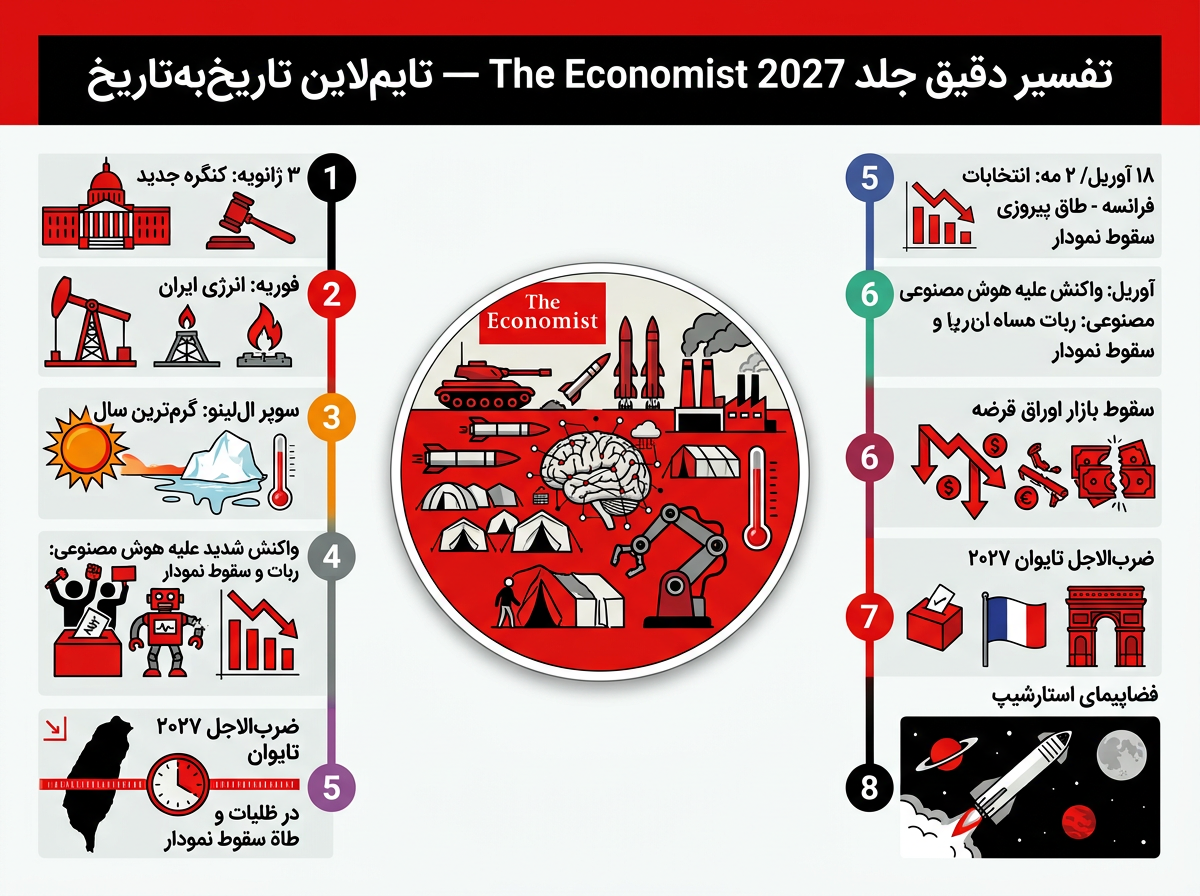 تفسیر دقیق جلد The Economist 2027 — تایم‌لاین تاریخ‌به‌تاریخ
1
۳ ژانویه: کنگره جدید
2
فوریه: انرژی ایران
3
سوپر ال‌لینو: گرم‌ترین سال
4
واکنش شدید علیه هوش مصنوعی:
ربات و سقوط نمودار
5
ضرب‌الاجل ۲۰۲۷
تایوان
در ظلیات و
طاة سقوط نمودار
The
Economist
5
۱۸ آوریل/ ۲ مه: انتخابات
فرانسه - طاق پیروزی
سقوط نمودار
6
آوریل: واکنش علیه هوش مصنوعی
مصنوعی: ربات مساه و
سقوط نمودار
6
سقوط بازار اوراق قرضه
$
$
€
7
ضرب‌الاجل تایوان ۲۰۲۷
8
فضاپیمای استارشیپ